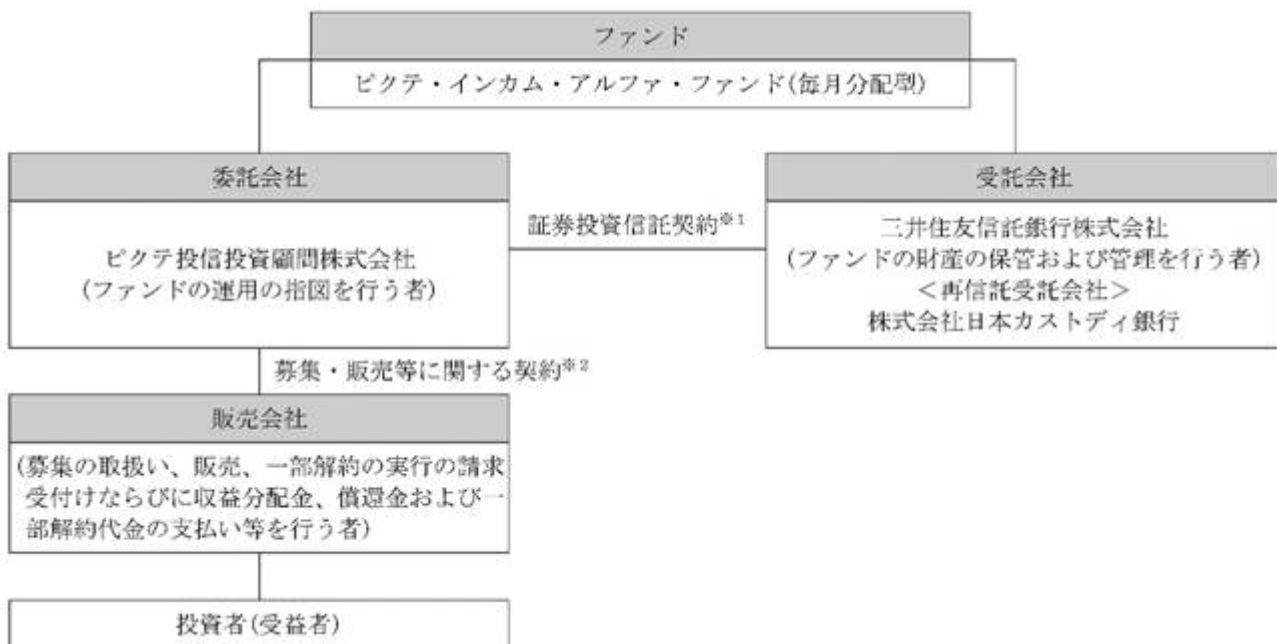 ファンド
ピクテ・インカム・アルファ・ファンド(毎月分配型)
委託会社
ピクテ投信投資顧問株式会社
(ファンドの運用の指図を行う者)
証券投資信託契約※1
受託会社
三井住友信託銀行株式会社
(ファンドの財産の保管および管理を行う者)
<再信託受託会社>
株式会社日本カストディ銀行
募集・販売等に関する契約※2
販売会社
(募集の取扱い、販売、一部解約の実行の請求
受付けならびに収益分配金、償還金および一
部解約代金の支払い等を行う者)
投資者(受益者)